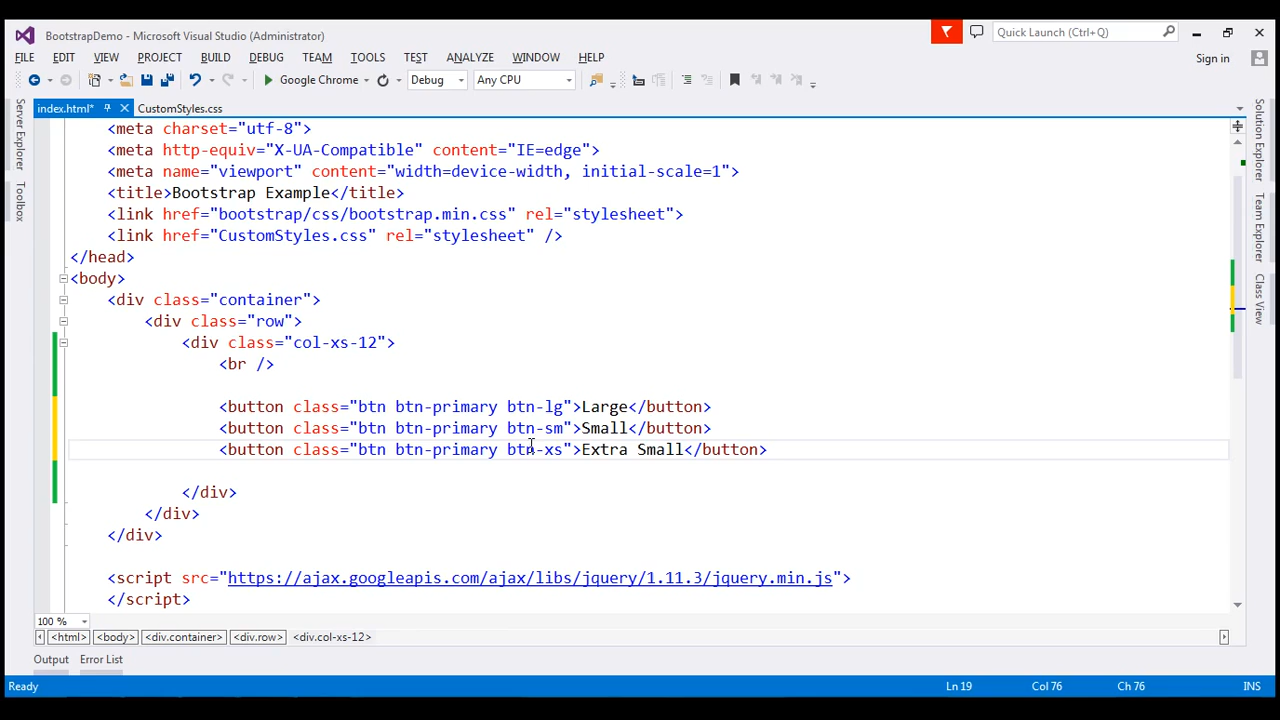 BootstrapDemo - Microsoft Visual Studio (Administrator)
Quick Launch (Ctrl+Q)
FILE EDIT VIEW PROJECT BUILD DEBUG TEAM TOOLS TEST ANALYZE WINDOW HELP
Sign in
Google Chrome Debug Any CPU
index.html* CustomStyles.css
Server Explorer
Toolbox
Solution Explorer
Team Explorer
Class View
<meta charset="utf-8">
<meta http-equiv="X-UA-Compatible" content="IE=edge">
<meta name="viewport" content="width=device-width, initial-scale=1">
<title>Bootstrap Example</title>
<link href="bootstrap/css/bootstrap.min.css" rel="stylesheet">
<link href="CustomStyles.css" rel="stylesheet" />
</head>
<body>
<div class="container">
<div class="row">
<div class="col-xs-12">
<br />
<button class="btn btn-primary btn-lg">Large</button>
<button class="btn btn-primary btn-sm">Small</button>
<button class="btn btn-primary btn-xs">Extra Small</button>
</div>
</div>
</div>
<script src="https://ajax.googleapis.com/ajax/libs/jquery/1.11.3/jquery.min.js">
</script>
100 %
<html> <body> <div.container> <div.row> <div.col-xs-12>
Output Error List
Ready Ln 19 Col 76 Ch 76 INS